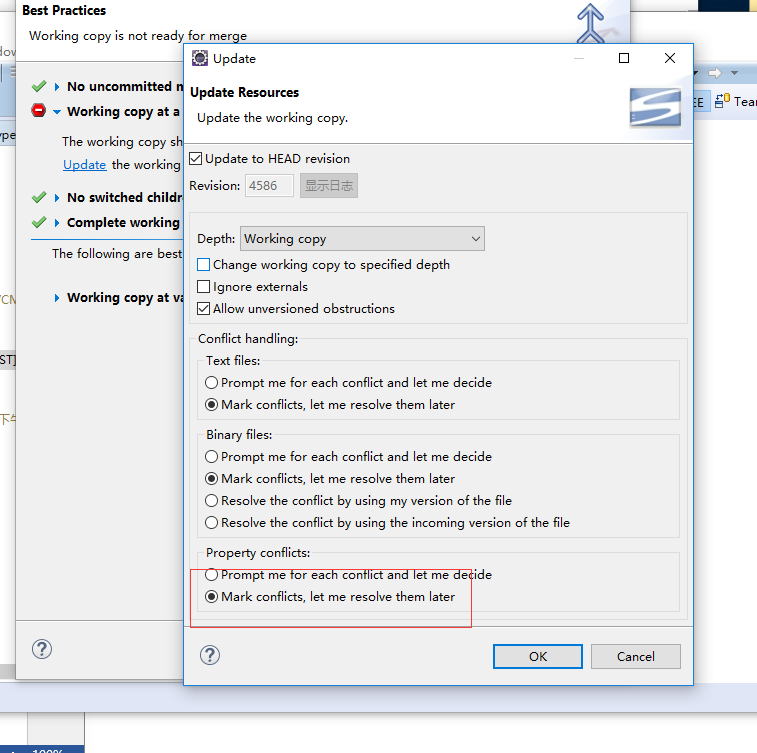 Best Practices
Working copy is not ready for merge
No uncommitted
Working copy at a
The working copy
Update the working
No switched
Complete working
The following are best
Working copy at
Update
Update Resources
Update the working copy.
Update to HEAD revision
Revision: 4586 显示日志
Depth: Working copy
Change working copy to specified depth
Ignore externals
Allow unversioned obstructions
Conflict handling:
Text files:
Prompt me for each conflict and let me decide
Mark conflicts, let me resolve them later
Binary files:
Prompt me for each conflict and let me decide
Mark conflicts, let me resolve them later
Resolve the conflict by using my version of the file
Resolve the conflict by using the incoming version of the file
Property conflicts:
Prompt me for each conflict and let me decide
Mark conflicts, let me resolve them later
OK Cancel